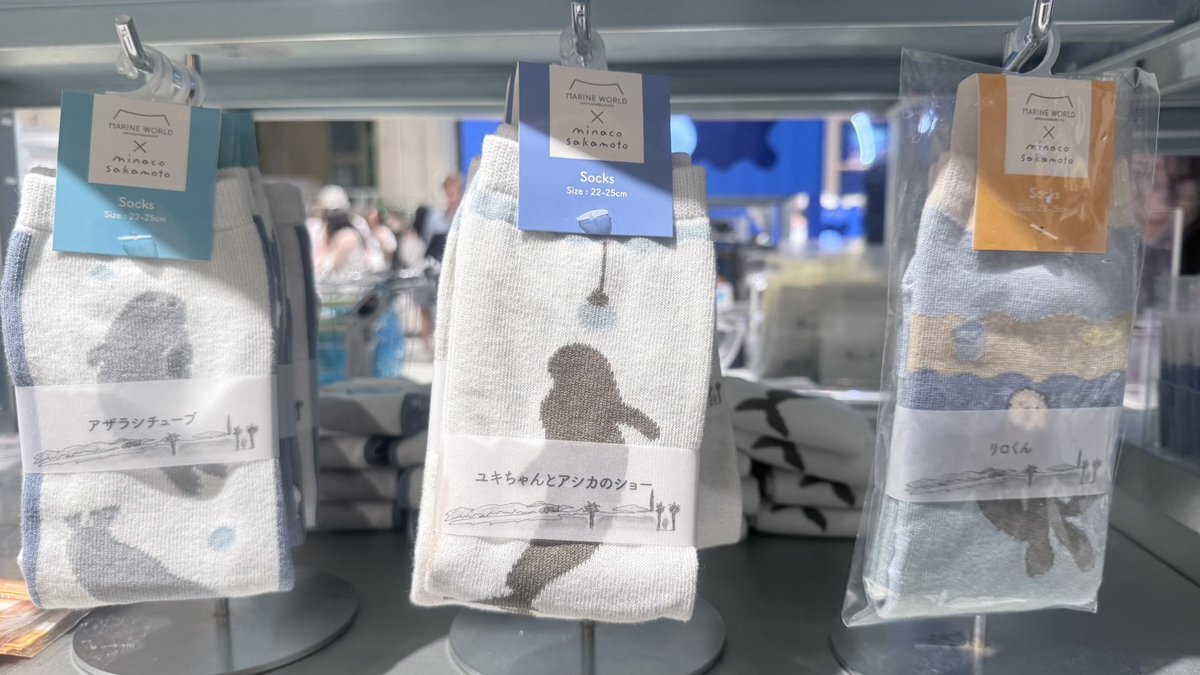 MARINE WORLD
×
minaco
sakamoto
Socks
Size : 22-25cm
アザラシチューブ
MARINE WORLD
×
minaco
sakamoto
Socks
Size : 22-25cm
ユキちゃんとアシカのショー
MARINE WORLD
×
minaco
sakamoto
Socks
リロくん